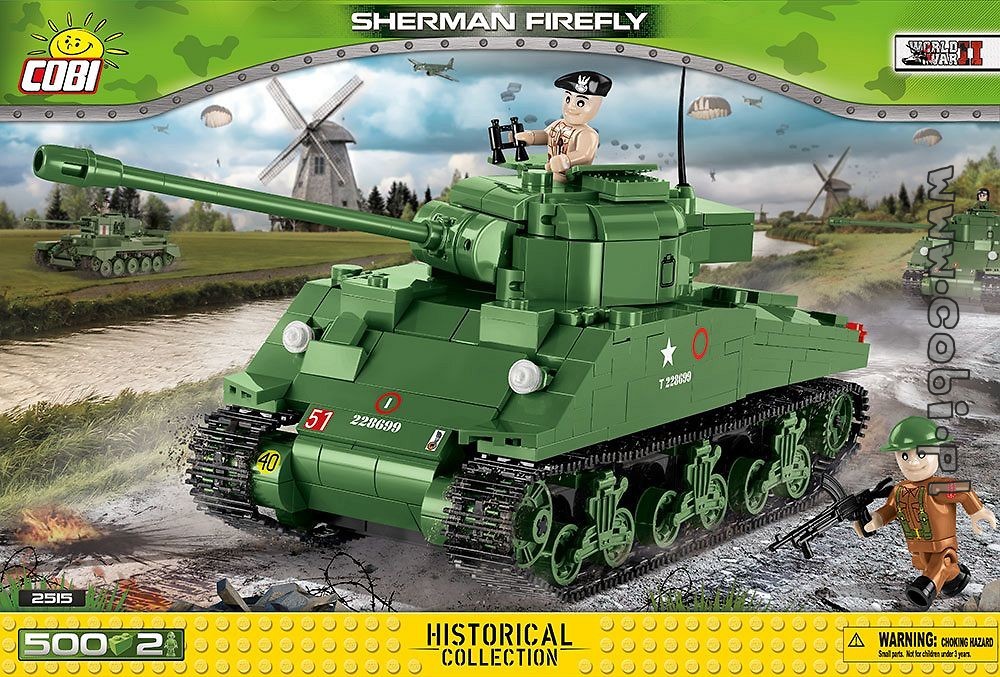 SHERMAN FIREFLY
COBI
WORLD WAR II
www.cobi.pl
T 228699
1
51
228699
40
2515
500 2
HISTORICAL
COLLECTION
WARNING: CHOKING HAZARD
Small parts. Not for children under 3 years.